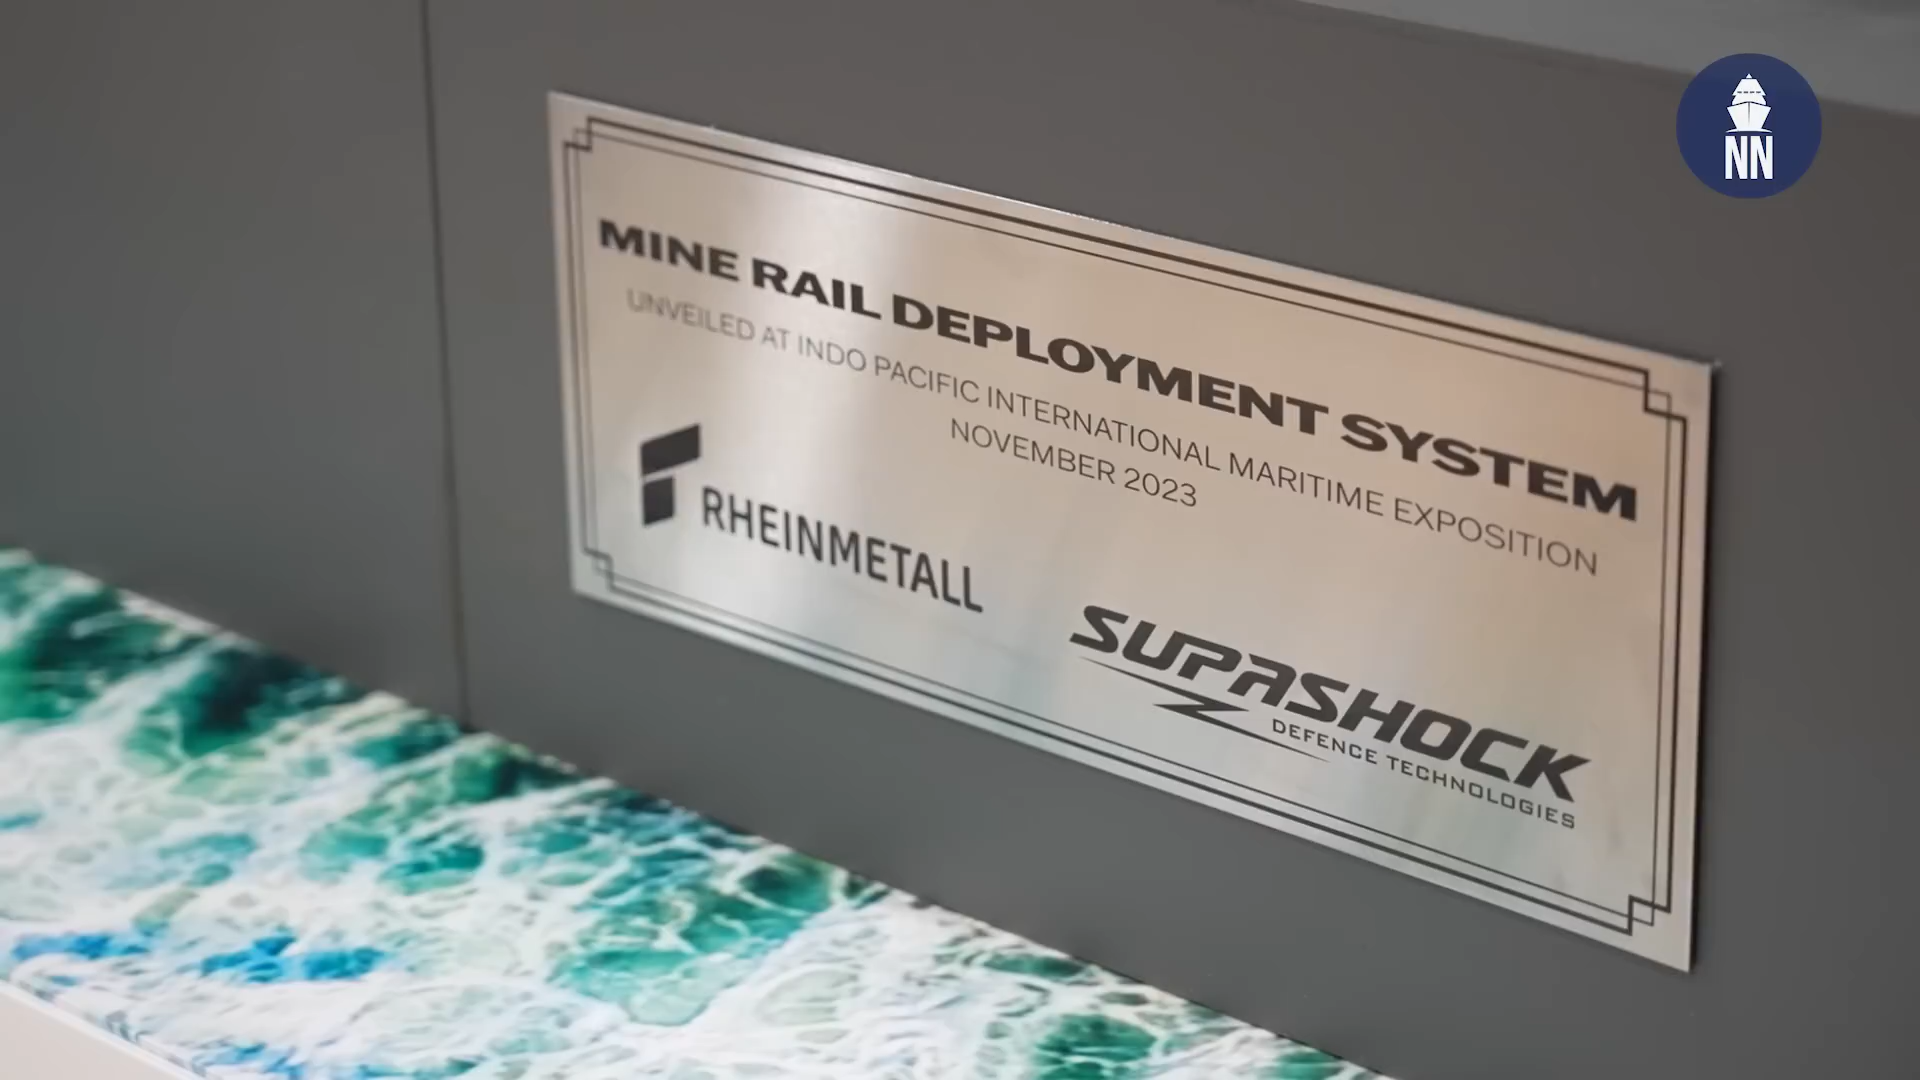 NN
MINE RAIL DEPLOYMENT SYSTEM
UNVEILED AT INDO PACIFIC INTERNATIONAL MARITIME EXPOSITION
NOVEMBER 2023
RHEINMETALL
SUPASHOCK
DEFENCE TECHNOLOGIES